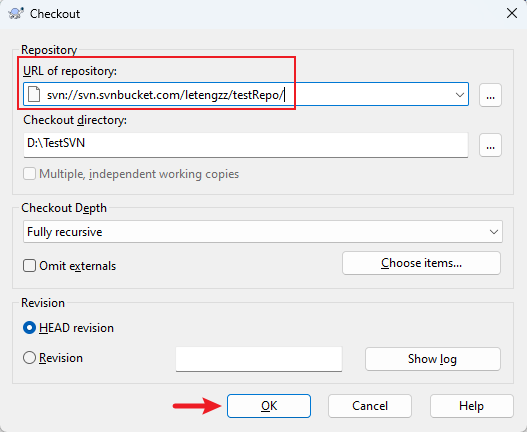 Checkout
Repository
URL of repository:
svn://svn.svnbucket.com/letengzz/testRepo/
...
Checkout directory:
D:\TestSVN
...
Multiple, independent working copies
Checkout Depth
Fully recursive
Omit externals
Choose items...
Revision
HEAD revision
Revision
Show log
OK
Cancel
Help